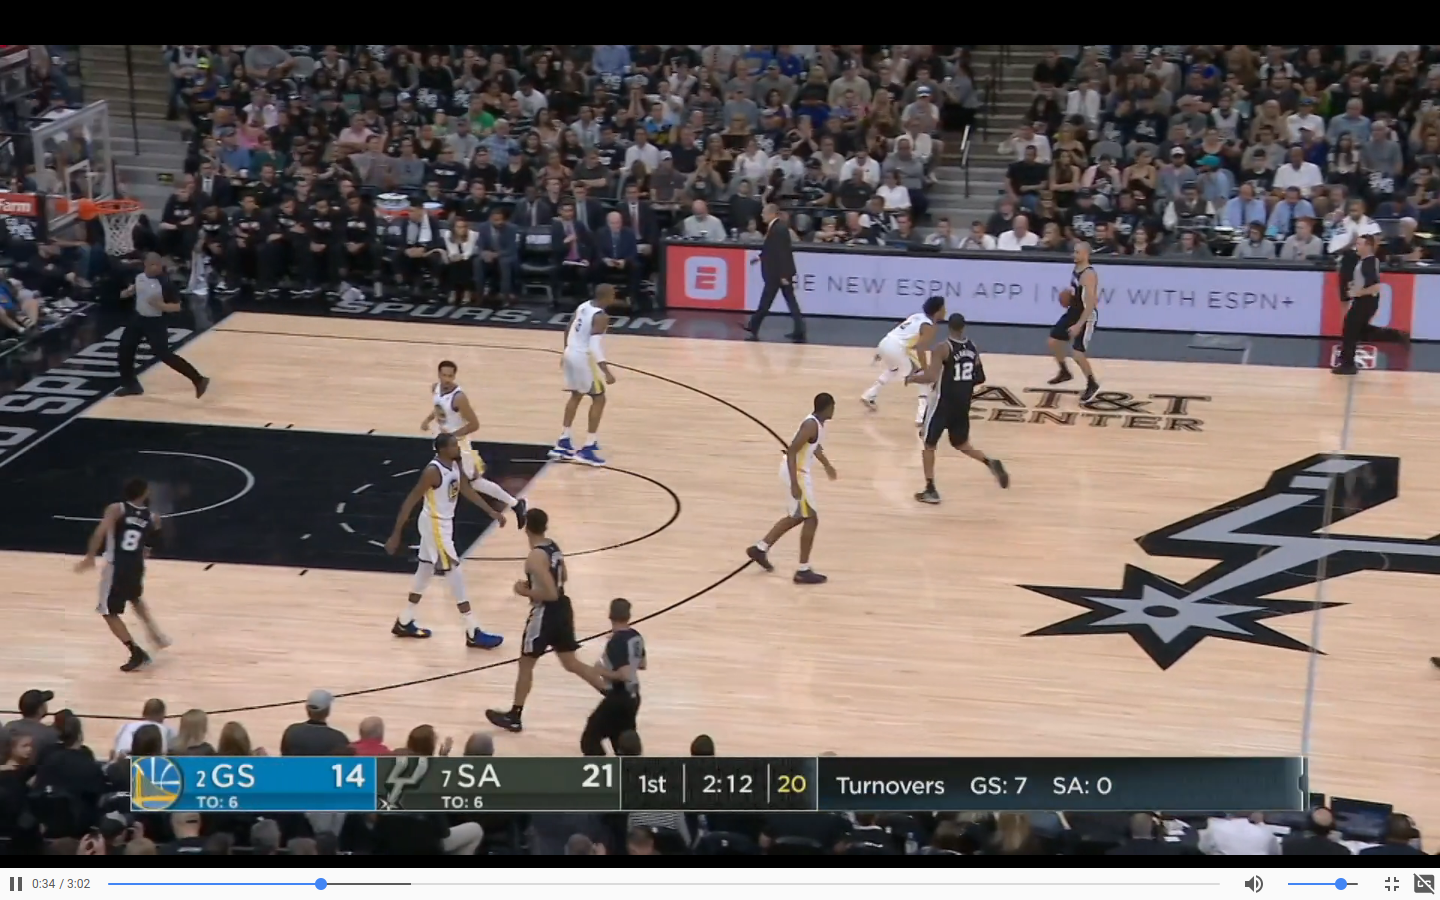 Farm
SPURS.COM
E NEW ESPN APP | N W WITH ESPN+
AT&T
CENTER
12
8
2 GS 14
TO: 6
7 SA 21
TO: 6
1st 2:12 20
Turnovers GS: 7 SA: 0
0:34 / 3:02